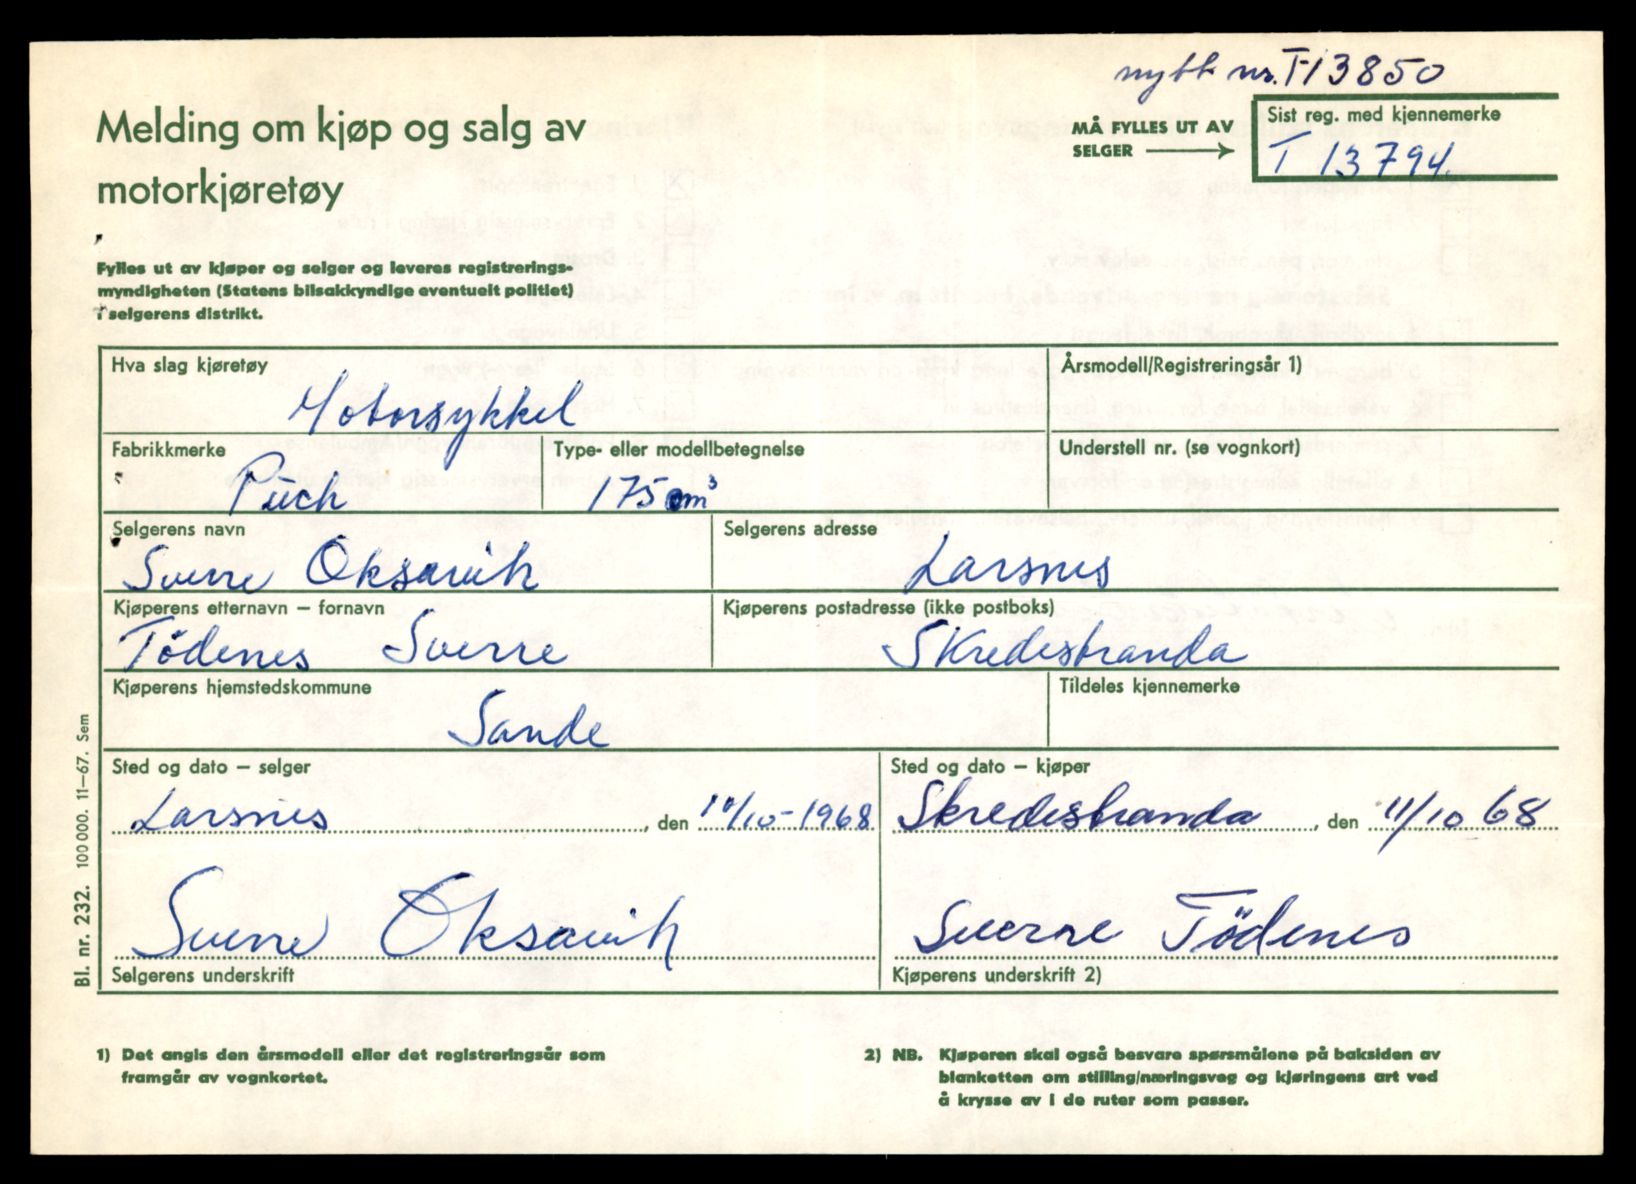 nytt nr. T-13850
Melding om kjøp og salg av
motorkjøretøy
MÅ FYLLES UT AV
SELGER
Sist reg. med kjennemerke
T 13794
Fylles ut av kjøper og selger og leveres registrerings-
myndigheten (Statens bilsakkyndige eventuelt politiet)
i selgerens distrikt.
Hva slag kjøretøy
Motorsykkel
Årsmodell/Registreringsår 1)
Fabrikkmerke
Puch
Type- eller modellbetegnelse
175 cm³
Understell nr. (se vognkort)
Selgerens navn
Sverre Oksavik
Selgerens adresse
Larsnes
Kjøperens etternavn – fornavn
Tödenes Sverre
Kjøperens postadresse (ikke postboks)
Skredestranda
Kjøperens hjemstedskommune
Sande
Tildeles kjennemerke
Sted og dato – selger
Larsnes, den 10/10-1968
Sted og dato – kjøper
Skredestranda, den 11/10 68
Sverre Oksavik
Selgerens underskrift
Sverre Tödenes
Kjøperens underskrift 2)
Bl. nr. 232. 100 000. 11–67. Sem
1) Det angis den årsmodell eller det registreringsår som
framgår av vognkortet.
2) NB. Kjøperen skal også besvare spørsmålene på baksiden av
blanketten om stilling/næringsveg og kjøringens art ved
å krysse av i de ruter som passer.